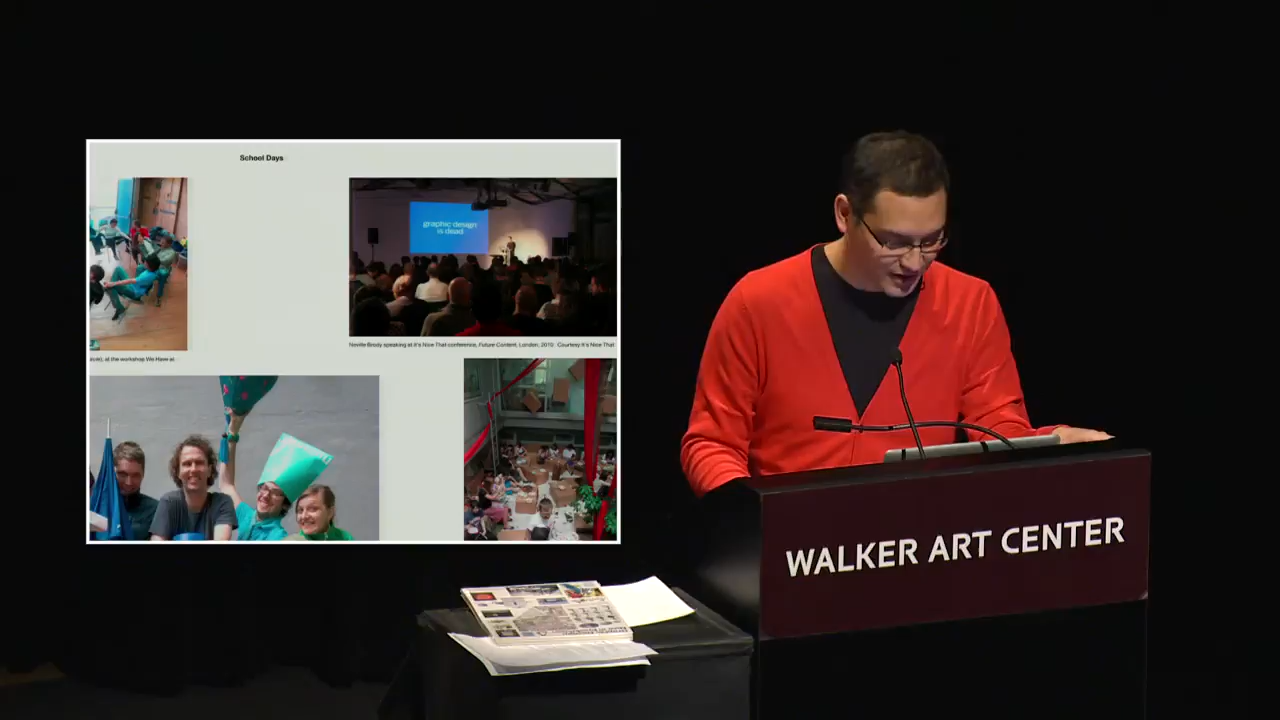 School Days
graphic design
is dead
Neville Brody speaking at It's Nice That conference, Future Content, London, 2010 Courtesy It's Nice That
at the workshop We Have at
WALKER ART CENTER